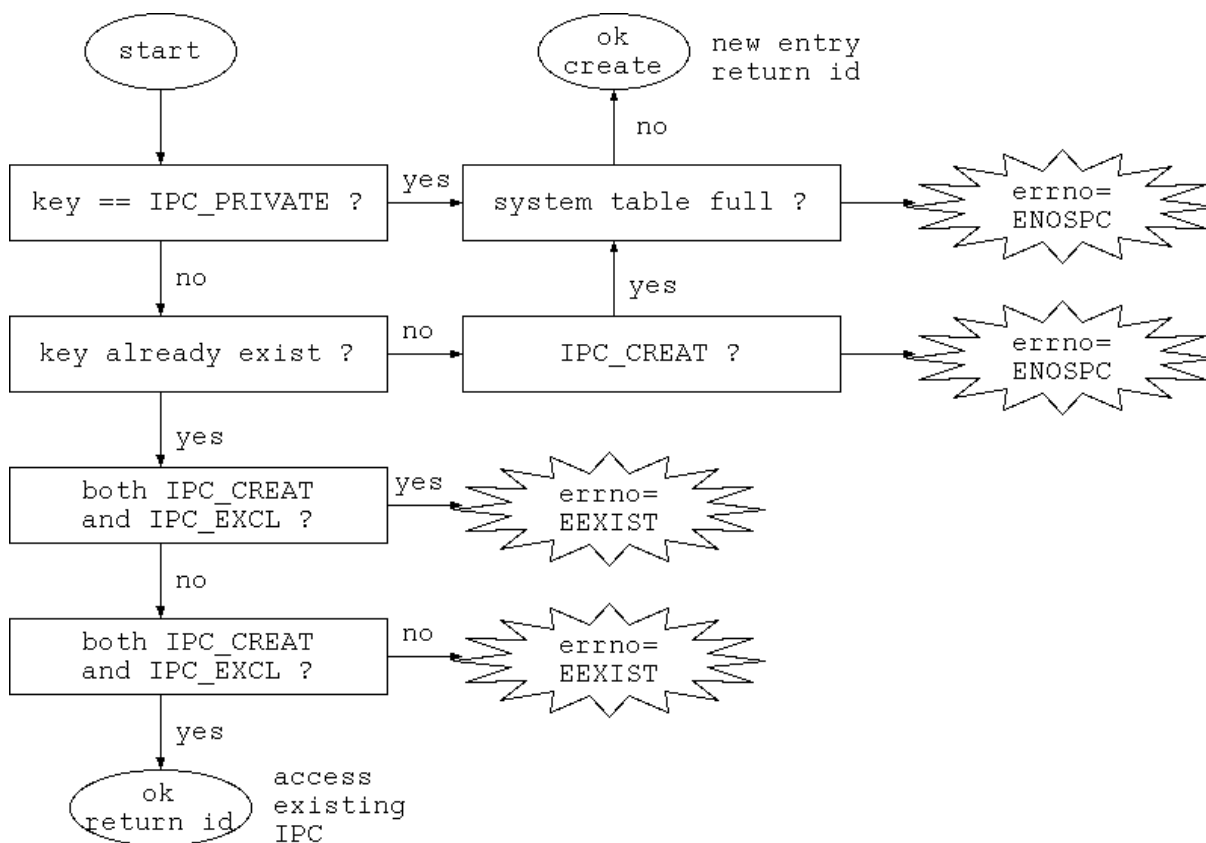 start
ok
create
new entry
return id
no
key == IPC_PRIVATE ?
yes
system table full ?
errno=
ENOSPC
no
yes
key already exist ?
no
IPC_CREAT ?
errno=
ENOSPC
yes
both IPC_CREAT
and IPC_EXCL ?
yes
errno=
EEXIST
no
both IPC_CREAT
and IPC_EXCL ?
no
errno=
EEXIST
yes
ok
return id
access
existing
IPC